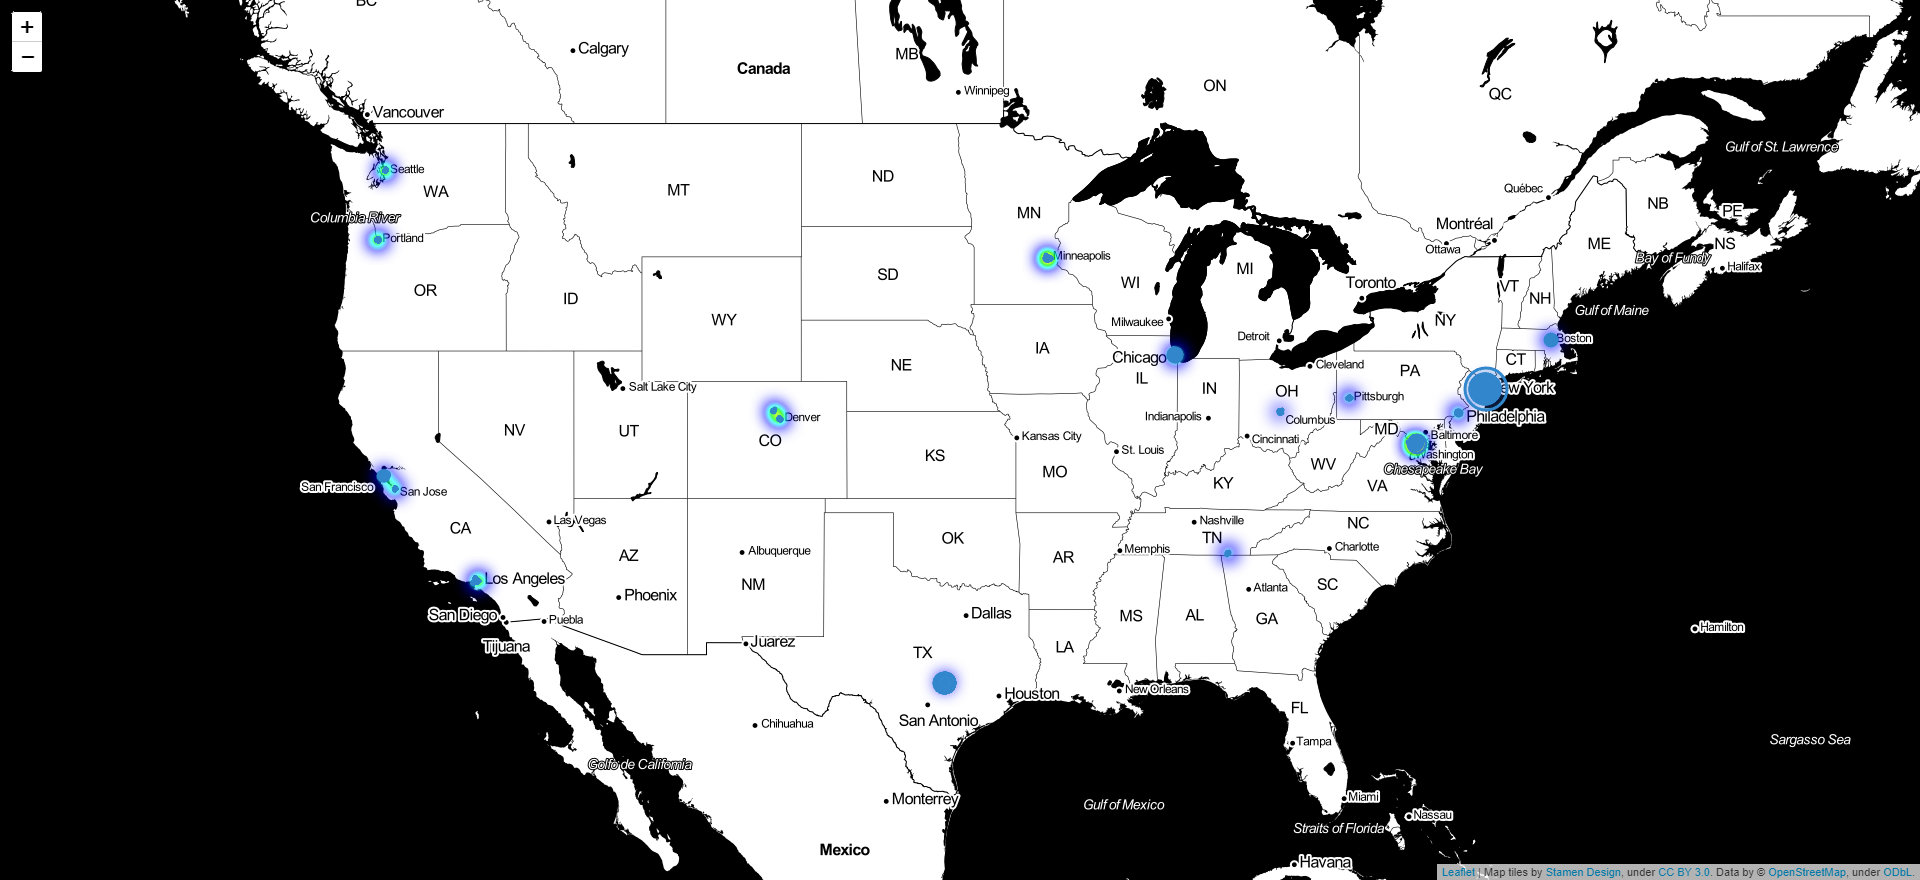 +
−
BC
Calgary
Canada
MB
Winnipeg
ON
QC
Vancouver
Gulf of St. Lawrence
Seattle
WA
MT
ND
Québec
NB
PE
MN
Columbia River
Portland
Montréal
Ottawa
ME
NS
Bay of Fundy
Halifax
Minneapolis
SD
WI
MI
Toronto
VT
NH
OR
ID
Gulf of Maine
WY
Milwaukee
NY
Detroit
Boston
IA
Chicago
CT
NE
Cleveland
PA
IL
IN
OH
Salt Lake City
New York
Pittsburgh
Denver
Indianapolis
Columbus
Philadelphia
NV
UT
CO
MD
Baltimore
Kansas City
Cincinnati
St. Louis
KS
Washington
Chesapeake Bay
MO
WV
San Francisco
San Jose
KY
VA
Las Vegas
Nashville
NC
CA
TN
OK
Charlotte
Albuquerque
Memphis
AZ
AR
Los Angeles
NM
SC
Atlanta
Phoenix
Dallas
San Diego
Puebla
MS
AL
GA
Hamilton
Tijuana
Juarez
LA
TX
New Orleans
Houston
FL
San Antonio
Chihuahua
Tampa
Sargasso Sea
Golfo de California
Monterrey
Miami
Gulf of Mexico
Nassau
Straits of Florida
Mexico
Havana
Leaflet | Map tiles by Stamen Design, under CC BY 3.0. Data by © OpenStreetMap, under ODbL.